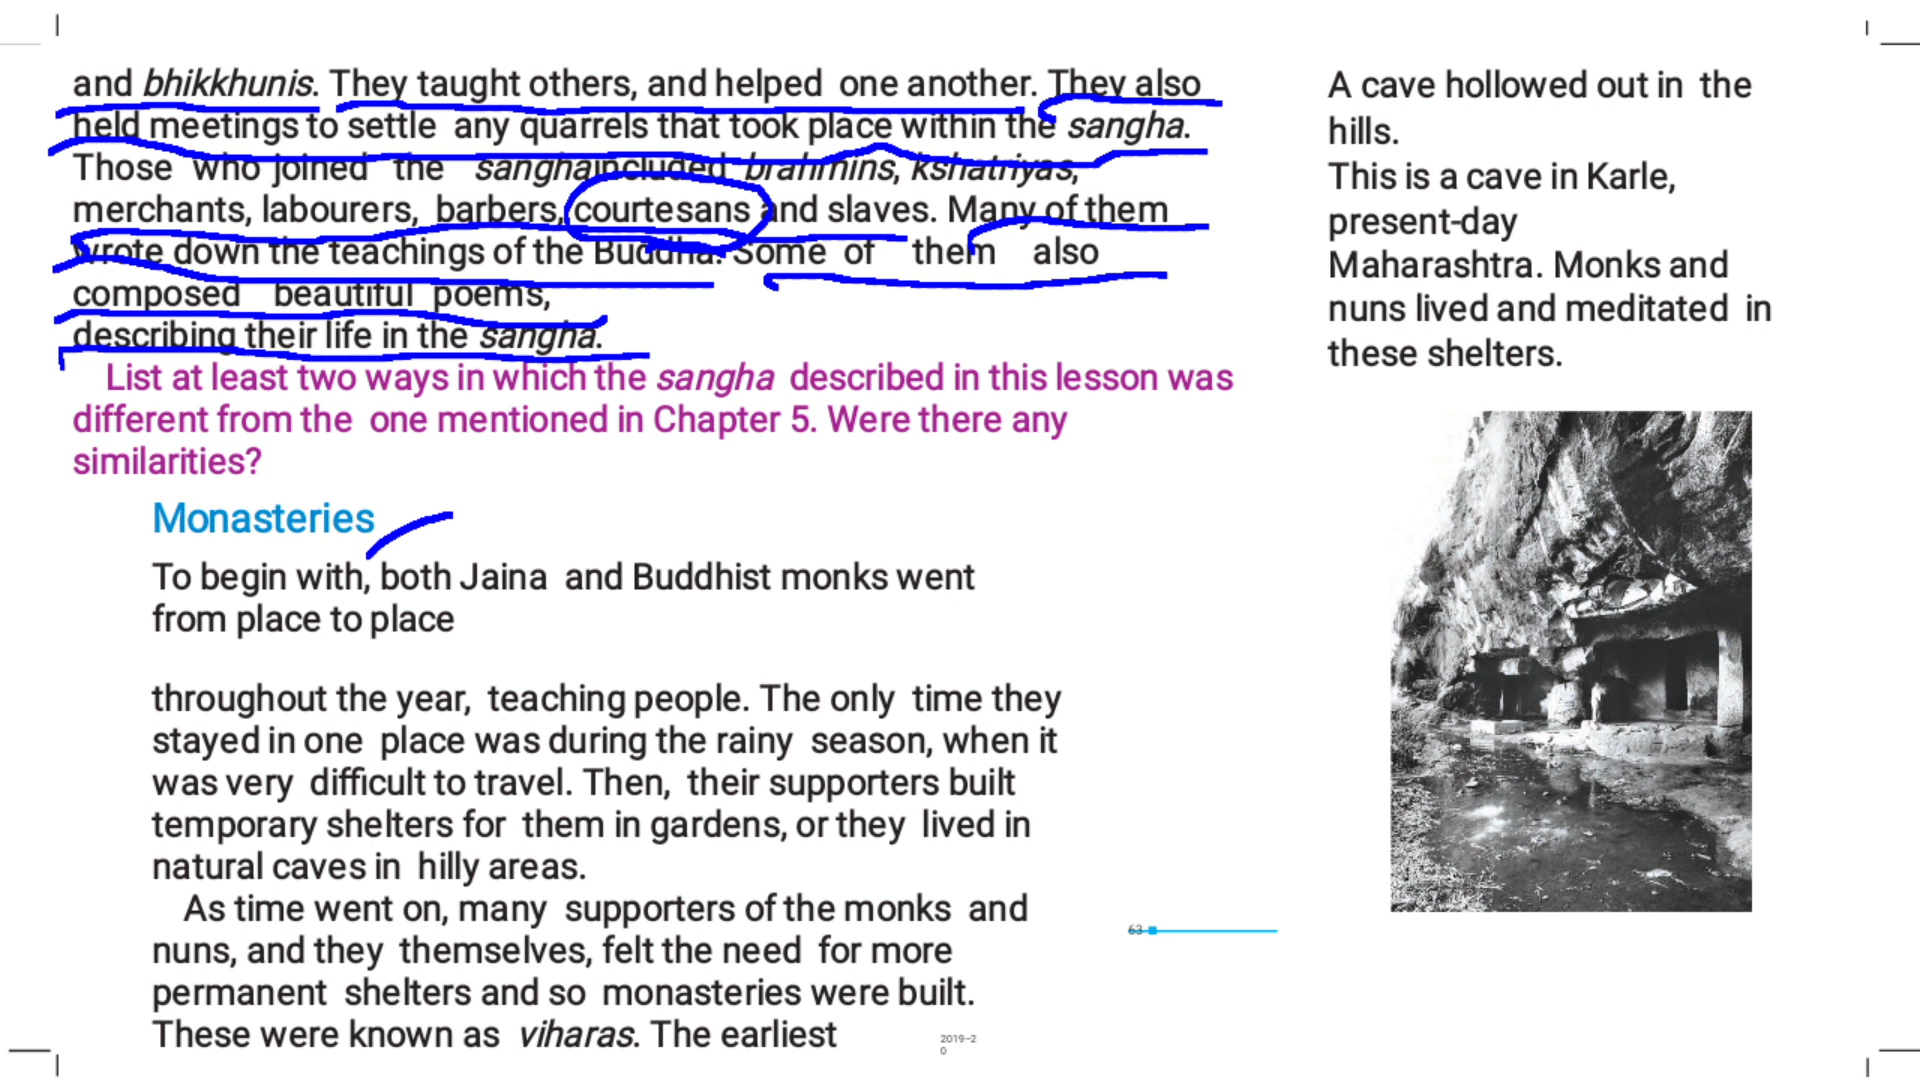 and bhikkhunis. They taught others, and helped one another. They also
held meetings to settle any quarrels that took place within the sangha.
Those who joined the sangha included brahmins, kshatriyas,
merchants, labourers, barbers, courtesans and slaves. Many of them
wrote down the teachings of the Buddha. Some of them also
composed beautiful poems,
describing their life in the sangha.
List at least two ways in which the sangha described in this lesson was
different from the one mentioned in Chapter 5. Were there any
similarities?
Monasteries
To begin with, both Jaina and Buddhist monks went
from place to place
throughout the year, teaching people. The only time they
stayed in one place was during the rainy season, when it
was very difficult to travel. Then, their supporters built
temporary shelters for them in gardens, or they lived in
natural caves in hilly areas.
As time went on, many supporters of the monks and
nuns, and they themselves, felt the need for more
permanent shelters and so monasteries were built.
These were known as viharas. The earliest
A cave hollowed out in the
hills.
This is a cave in Karle,
present-day
Maharashtra. Monks and
nuns lived and meditated in
these shelters.
63
2019-2
0